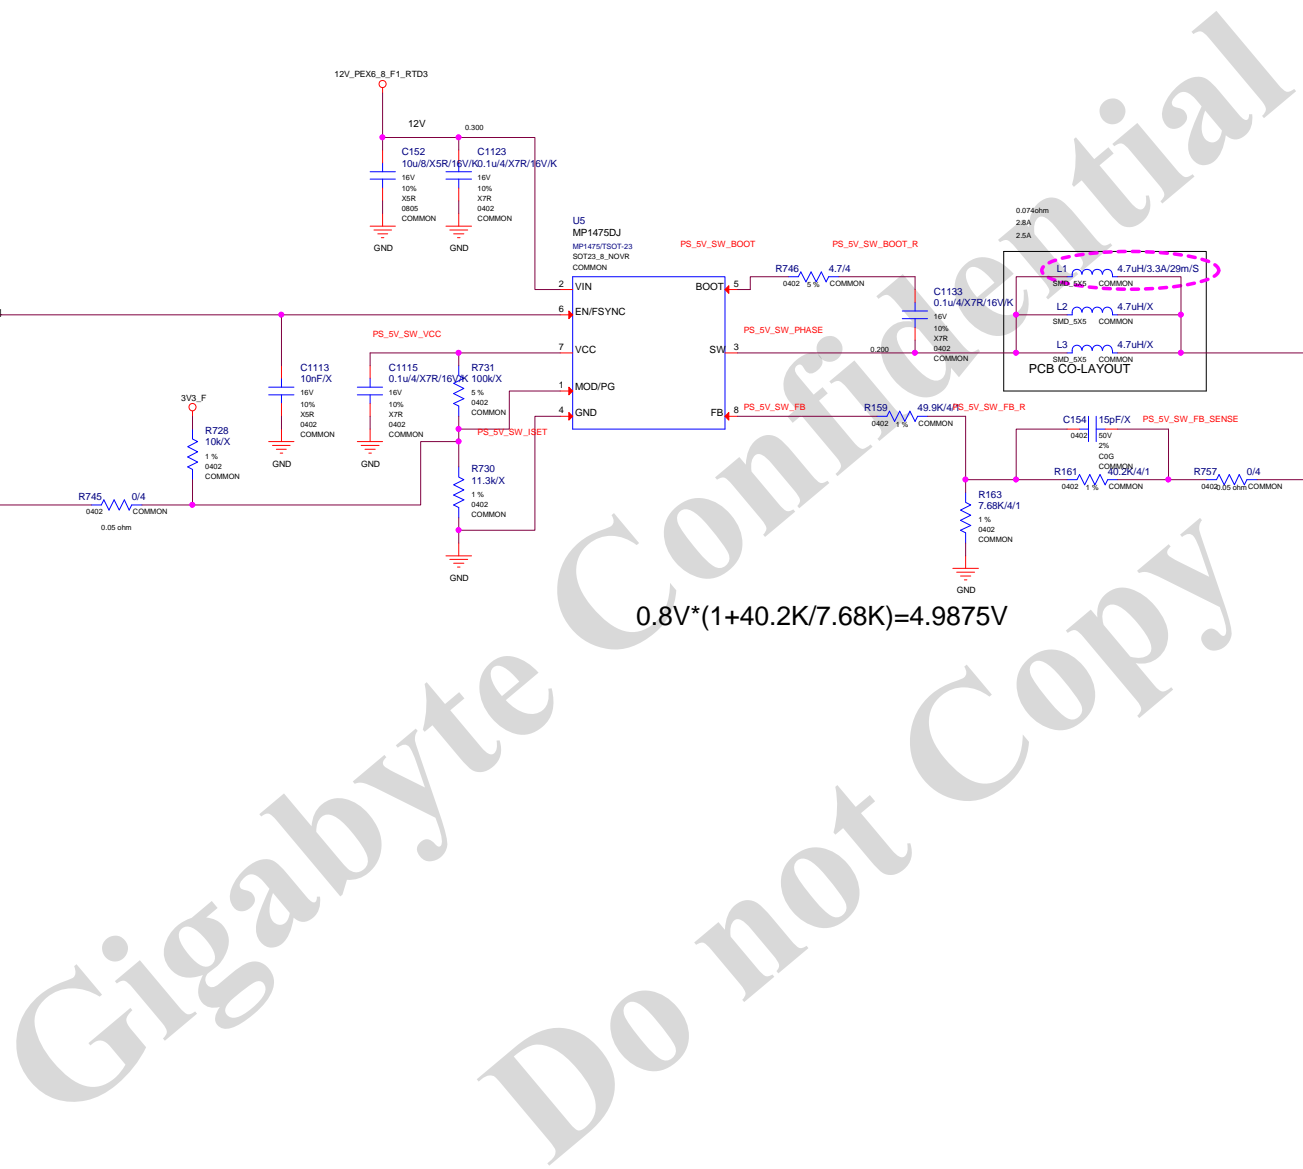 12V_PEX6_8_F1_RTD3
12V
0.300
C152
10u/8/X5R/16V/K
16V
10%
X5R
0805
COMMON
GND
C1123
0.1u/4/X7R/16V/K
16V
10%
X7R
0402
COMMON
GND
U5
MP1475DJ
MP1475/TSOT-23
SOT23_8_NOVR
COMMON
2 VIN
6 EN/FSYNC
7 VCC
1 MOD/PG
4 GND
BOOT 5
SW 3
FB 8
PS_5V_SW_BOOT
PS_5V_SW_BOOT_R
R746 4.7/4
0402 5 % COMMON
C1133
0.1u/4/X7R/16V/K
16V
10%
X7R
0402
COMMON
PS_5V_SW_PHASE
0.200
0.074ohm
2.8A
2.5A
L1 4.7uH/3.3A/29m/S
SMD_5X5 COMMON
L2 4.7uH/X
SMD_5X5 COMMON
L3 4.7uH/X
SMD_5X5 COMMON
PCB CO-LAYOUT
PS_5V_SW_VCC
C1113
10nF/X
16V
10%
X5R
0402
COMMON
GND
C1115
0.1u/4/X7R/16V/K
16V
10%
X7R
0402
COMMON
GND
R731
100k/X
5 %
0402
COMMON
PS_5V_SW_ISET
R730
11.3k/X
1 %
0402
COMMON
GND
3V3_F
R728
10k/X
1 %
0402
COMMON
R745 0/4
0402 COMMON
0.05 ohm
PS_5V_SW_FB
R159 49.9K/4/1
0402 1 % COMMON
PS_5V_SW_FB_R
C154 15pF/X
0402 50V
2%
C0G
COMMON
PS_5V_SW_FB_SENSE
R161 40.2K/4/1
0402 1 % COMMON
R757 0/4
0402 0.05 ohm COMMON
R163
7.68K/4/1
1 %
0402
COMMON
GND
0.8V*(1+40.2K/7.68K)=4.9875V
Gigabyte Confidential
Do not Copy